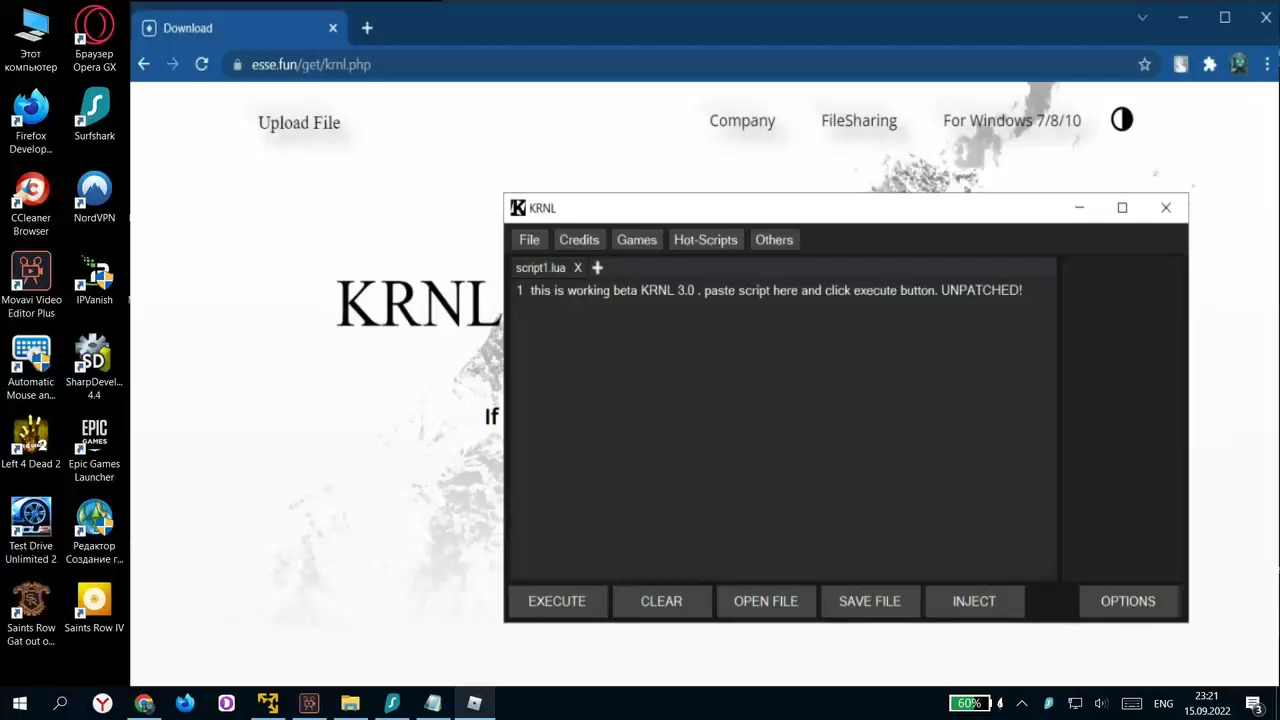 Этот
компьютер
Браузер
Opera GX
Firefox
Develop...
Surfshark
CCleaner
Browser
NordVPN
Movavi Video
Editor Plus
IPVanish
Automatic
Mouse an...
SD
SharpDevel...
4.4
Left 4 Dead 2
EPIC
GAMES
Epic Games
Launcher
Test Drive
Unlimited 2
Редактор
Создание г...
Saints Row
Gat out o...
Saints Row IV
Download
esse.fun/get/krnl.php
Upload File
Company
FileSharing
For Windows 7/8/10
KRNL
If
K KRNL
File
Credits
Games
Hot-Scripts
Others
script1.lua X
1 this is working beta KRNL 3.0 . paste script here and click execute button. UNPATCHED!
EXECUTE
CLEAR
OPEN FILE
SAVE FILE
INJECT
OPTIONS
60%
ENG
23:21
15.09.2022
3